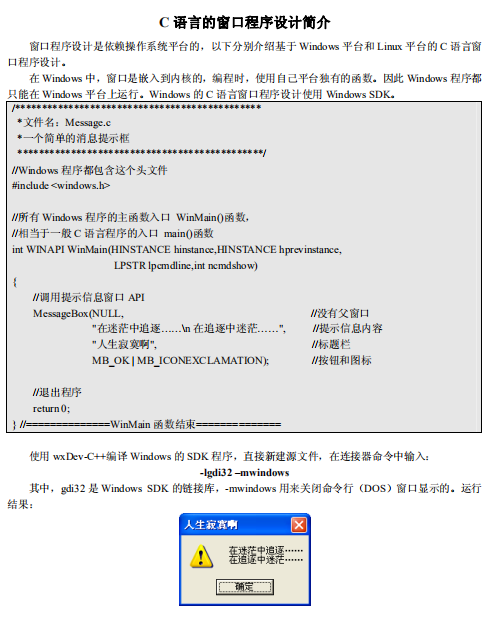 C 语言的窗口程序设计简介
窗口程序设计是依赖操作系统平台的，以下分别介绍基于 Windows 平台和 Linux 平台的 C 语言窗
口程序设计。
在 Windows 中，窗口是嵌入到内核的，编程时，使用自己平台独有的函数。因此 Windows 程序都
只能在 Windows 平台上运行。Windows 的 C 语言窗口程序设计使用 Windows SDK。
/***********************************************
*文件名：Message.c
*一个简单的消息提示框
***********************************************/
//Windows 程序都包含这个头文件
#include <windows.h>
//所有 Windows 程序的主函数入口 WinMain()函数，
//相当于一般 C 语言程序的入口 main()函数
int WINAPI WinMain(HINSTANCE hinstance,HINSTANCE hprevinstance,
LPSTR lpcmdline,int ncmdshow)
{
//调用提示信息窗口 API
MessageBox(NULL, //没有父窗口
"在迷茫中追逐……\n 在追逐中迷茫……", //提示信息内容
"人生寂寞啊", //标题栏
MB_OK | MB_ICONEXCLAMATION); //按钮和图标
//退出程序
return 0;
} //==============WinMain 函数结束==============
使用 wxDev-C++编译 Windows 的 SDK 程序，直接新建源文件，在连接器命令中输入：
-lgdi32 –mwindows
其中，gdi32 是 Windows SDK 的链接库，-mwindows 用来关闭命令行（DOS）窗口显示的。运行
结果：
人生寂寞啊
在迷茫中追逐……
在追逐中迷茫……
确定